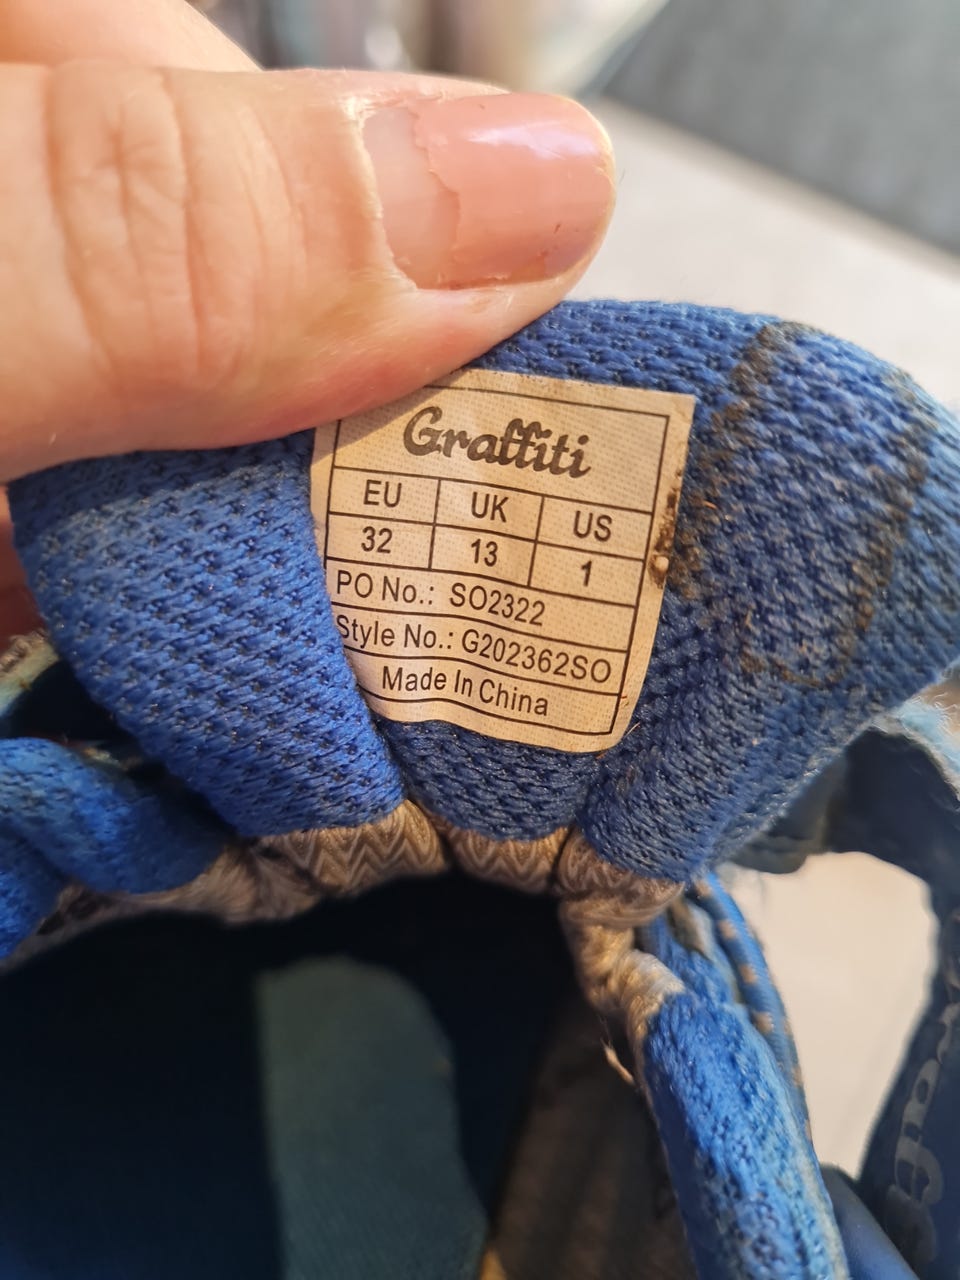 Graffiti
EU UK US
32 13 1
PO No.: SO2322
Style No.: G202362SO
Made In China